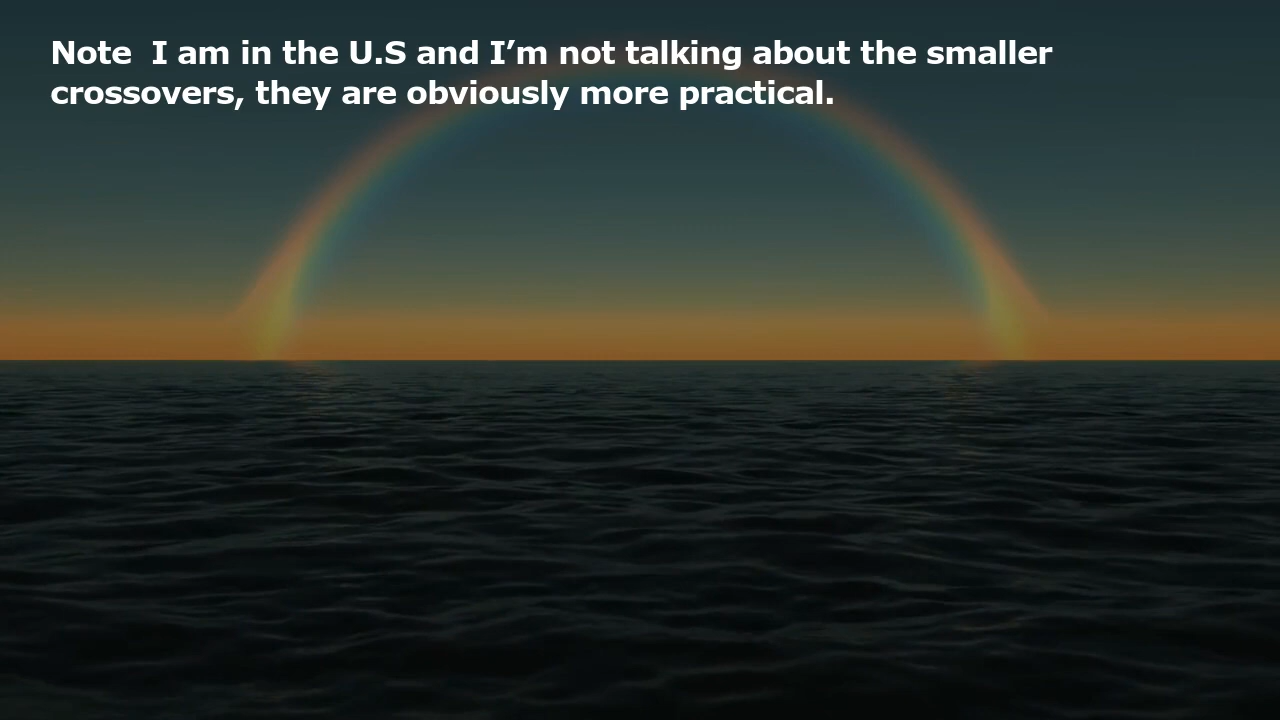 Note  I am in the U.S and I’m not talking about the smaller
crossovers, they are obviously more practical.